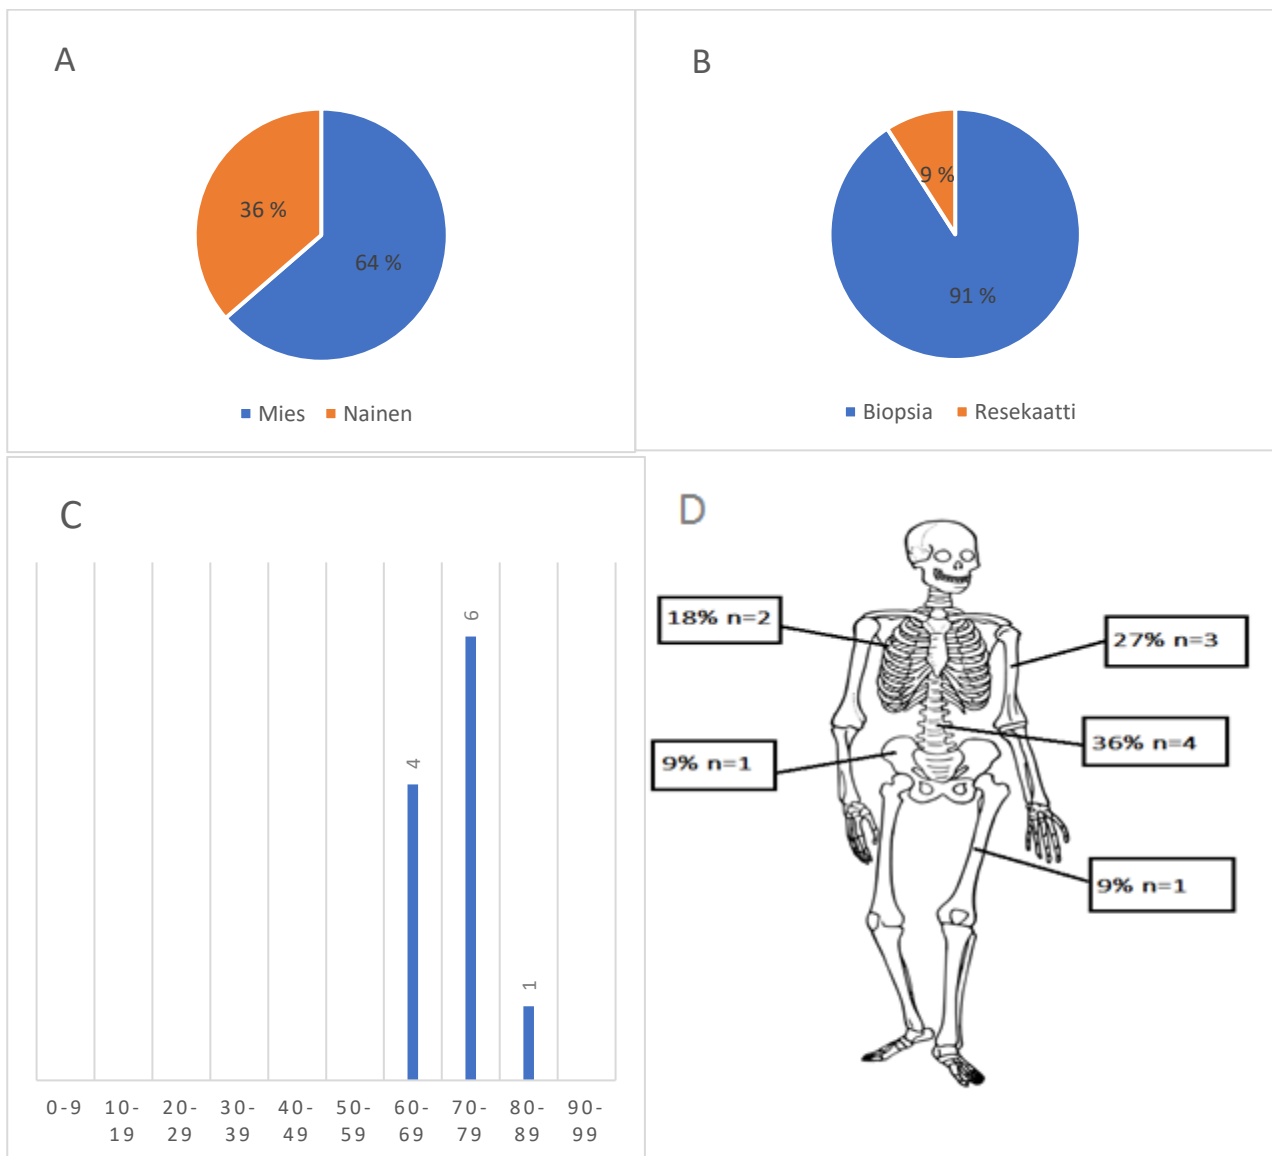 A
36 %
64 %
Mies Nainen
B
9 %
91 %
Biopsia Resekaatti
C
4
6
1
0-9 10- 20- 30- 40- 50- 60- 70- 80- 90-
19 29 39 49 59 69 79 89 99
D
18% n=2
27% n=3
36% n=4
9% n=1
9% n=1